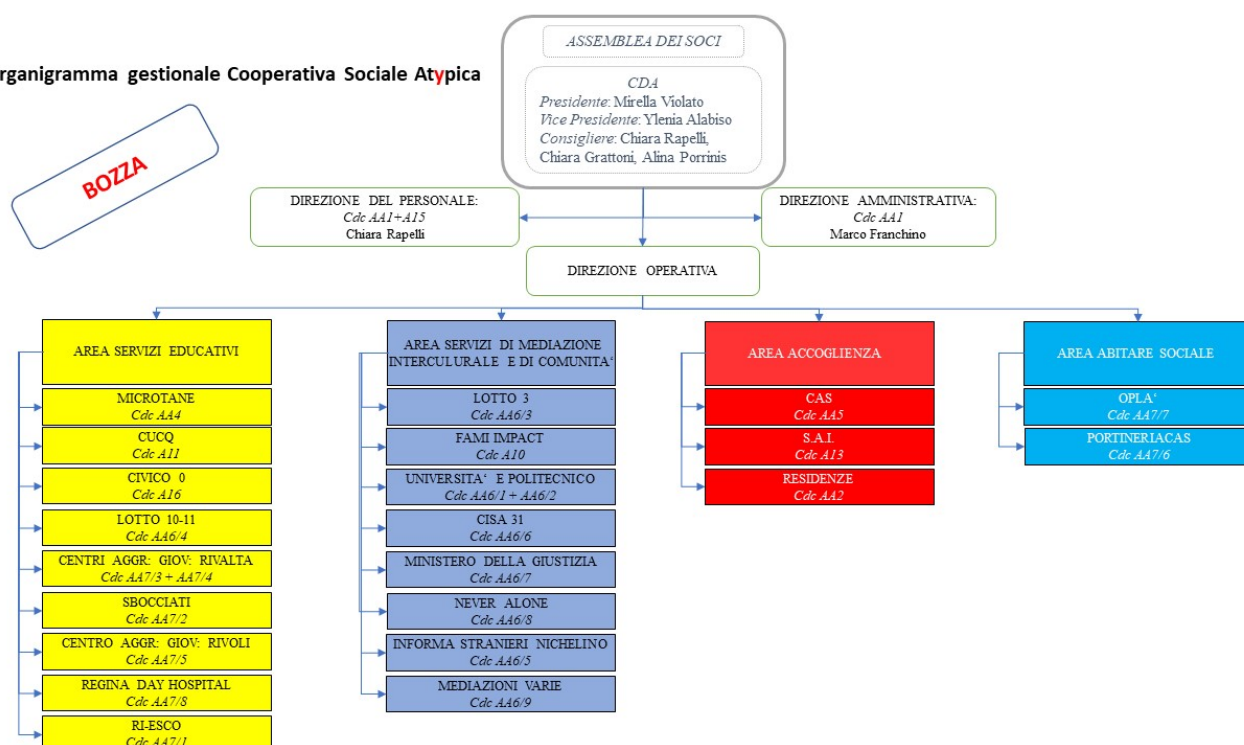 rganigramma gestionale Cooperativa Sociale Atypica
BOZZA
ASSEMBLEA DEI SOCI
CDA
Presidente: Mirella Violato
Vice Presidente: Ylenia Alabiso
Consigliere: Chiara Rapelli,
Chiara Grattoni, Alina Porrinis
DIREZIONE DEL PERSONALE:
Cdc AA1+A15
Chiara Rapelli
DIREZIONE AMMINISTRATIVA:
Cdc AA1
Marco Franchino
DIREZIONE OPERATIVA
AREA SERVIZI EDUCATIVI
MICROTANE
Cdc AA4
CUCQ
Cdc A11
CIVICO 0
Cdc A16
LOTTO 10-11
Cdc AA6/4
CENTRI AGGR: GIOV: RIVALTA
Cdc AA7/3 + AA7/4
SBOCCIATI
Cdc AA7/2
CENTRO AGGR: GIOV: RIVOLI
Cdc AA7/5
REGINA DAY HOSPITAL
Cdc AA7/8
RI-ESCO
Cdc AA7/1
AREA SERVIZI DI MEDIAZIONE
INTERCULURALE E DI COMUNITA‘
LOTTO 3
Cdc AA6/3
FAMI IMPACT
Cdc A10
UNIVERSITA‘ E POLITECNICO
Cdc AA6/1 + AA6/2
CISA 31
Cdc AA6/6
MINISTERO DELLA GIUSTIZIA
Cdc AA6/7
NEVER ALONE
Cdc AA6/8
INFORMA STRANIERI NICHELINO
Cdc AA6/5
MEDIAZIONI VARIE
Cdc AA6/9
AREA ACCOGLIENZA
CAS
Cdc AA5
S.A.I.
Cdc A13
RESIDENZE
Cdc AA2
AREA ABITARE SOCIALE
OPLA‘
Cdc AA7/7
PORTINERIACAS
Cdc AA7/6